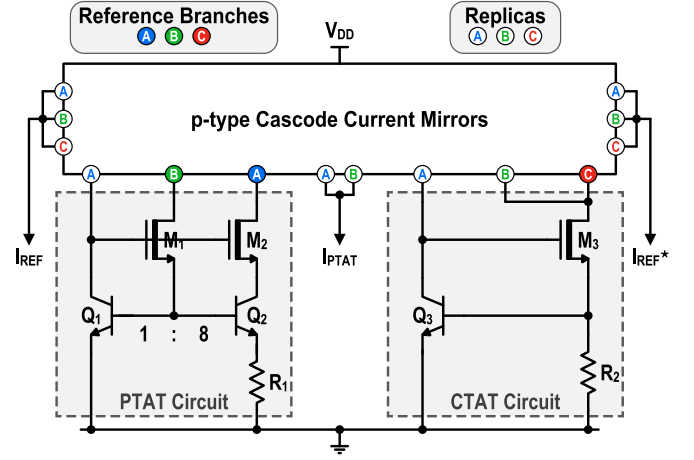 Reference Branches
A B C
Replicas
A B C
VDD
p-type Cascode Current Mirrors
A A
B B
C C
A B A A B A B C
M1 M2 M3
IREF IPTAT IREF*
Q1 Q2 Q3
1 : 8
R1 R2
PTAT Circuit CTAT Circuit